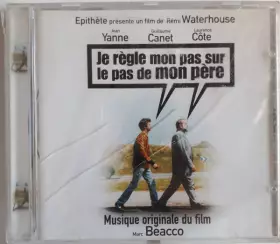 Epithète présente un film de Rémi Waterhouse
Jean Guillaume Laurence
Yanne Canet Côte
Je règle mon pas sur
le pas de mon père
Musique originale du film
Marc Beacco